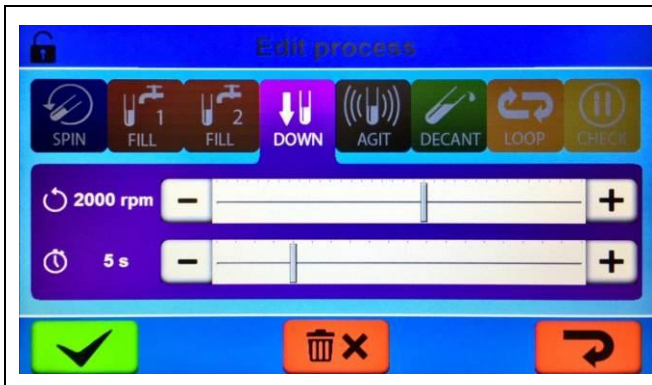 Edit process
SPIN
1
FILL
2
FILL
DOWN
AGIT
DECANT
LOOP
CHECK
2000 rpm
5 s